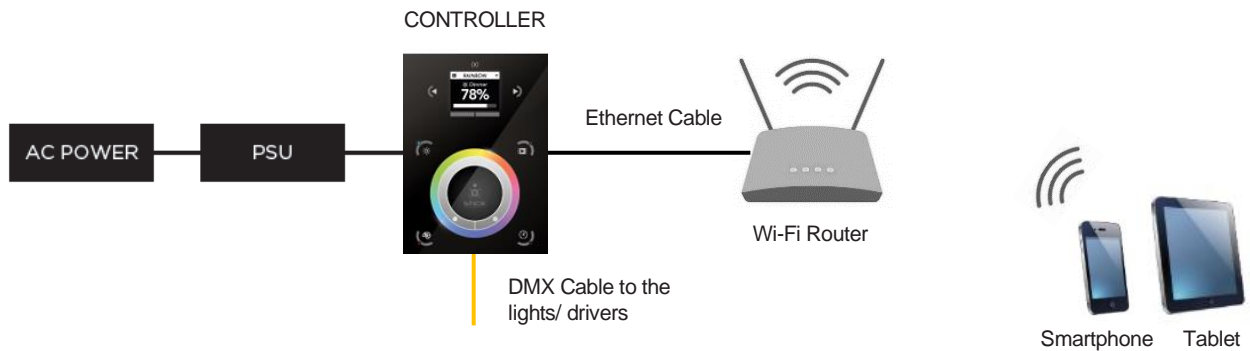 CONTROLLER
RAINBOW
Dimmer
78%
Ethernet Cable
AC POWER
PSU
Wi-Fi Router
DMX Cable to the
lights/ drivers
Smartphone
Tablet